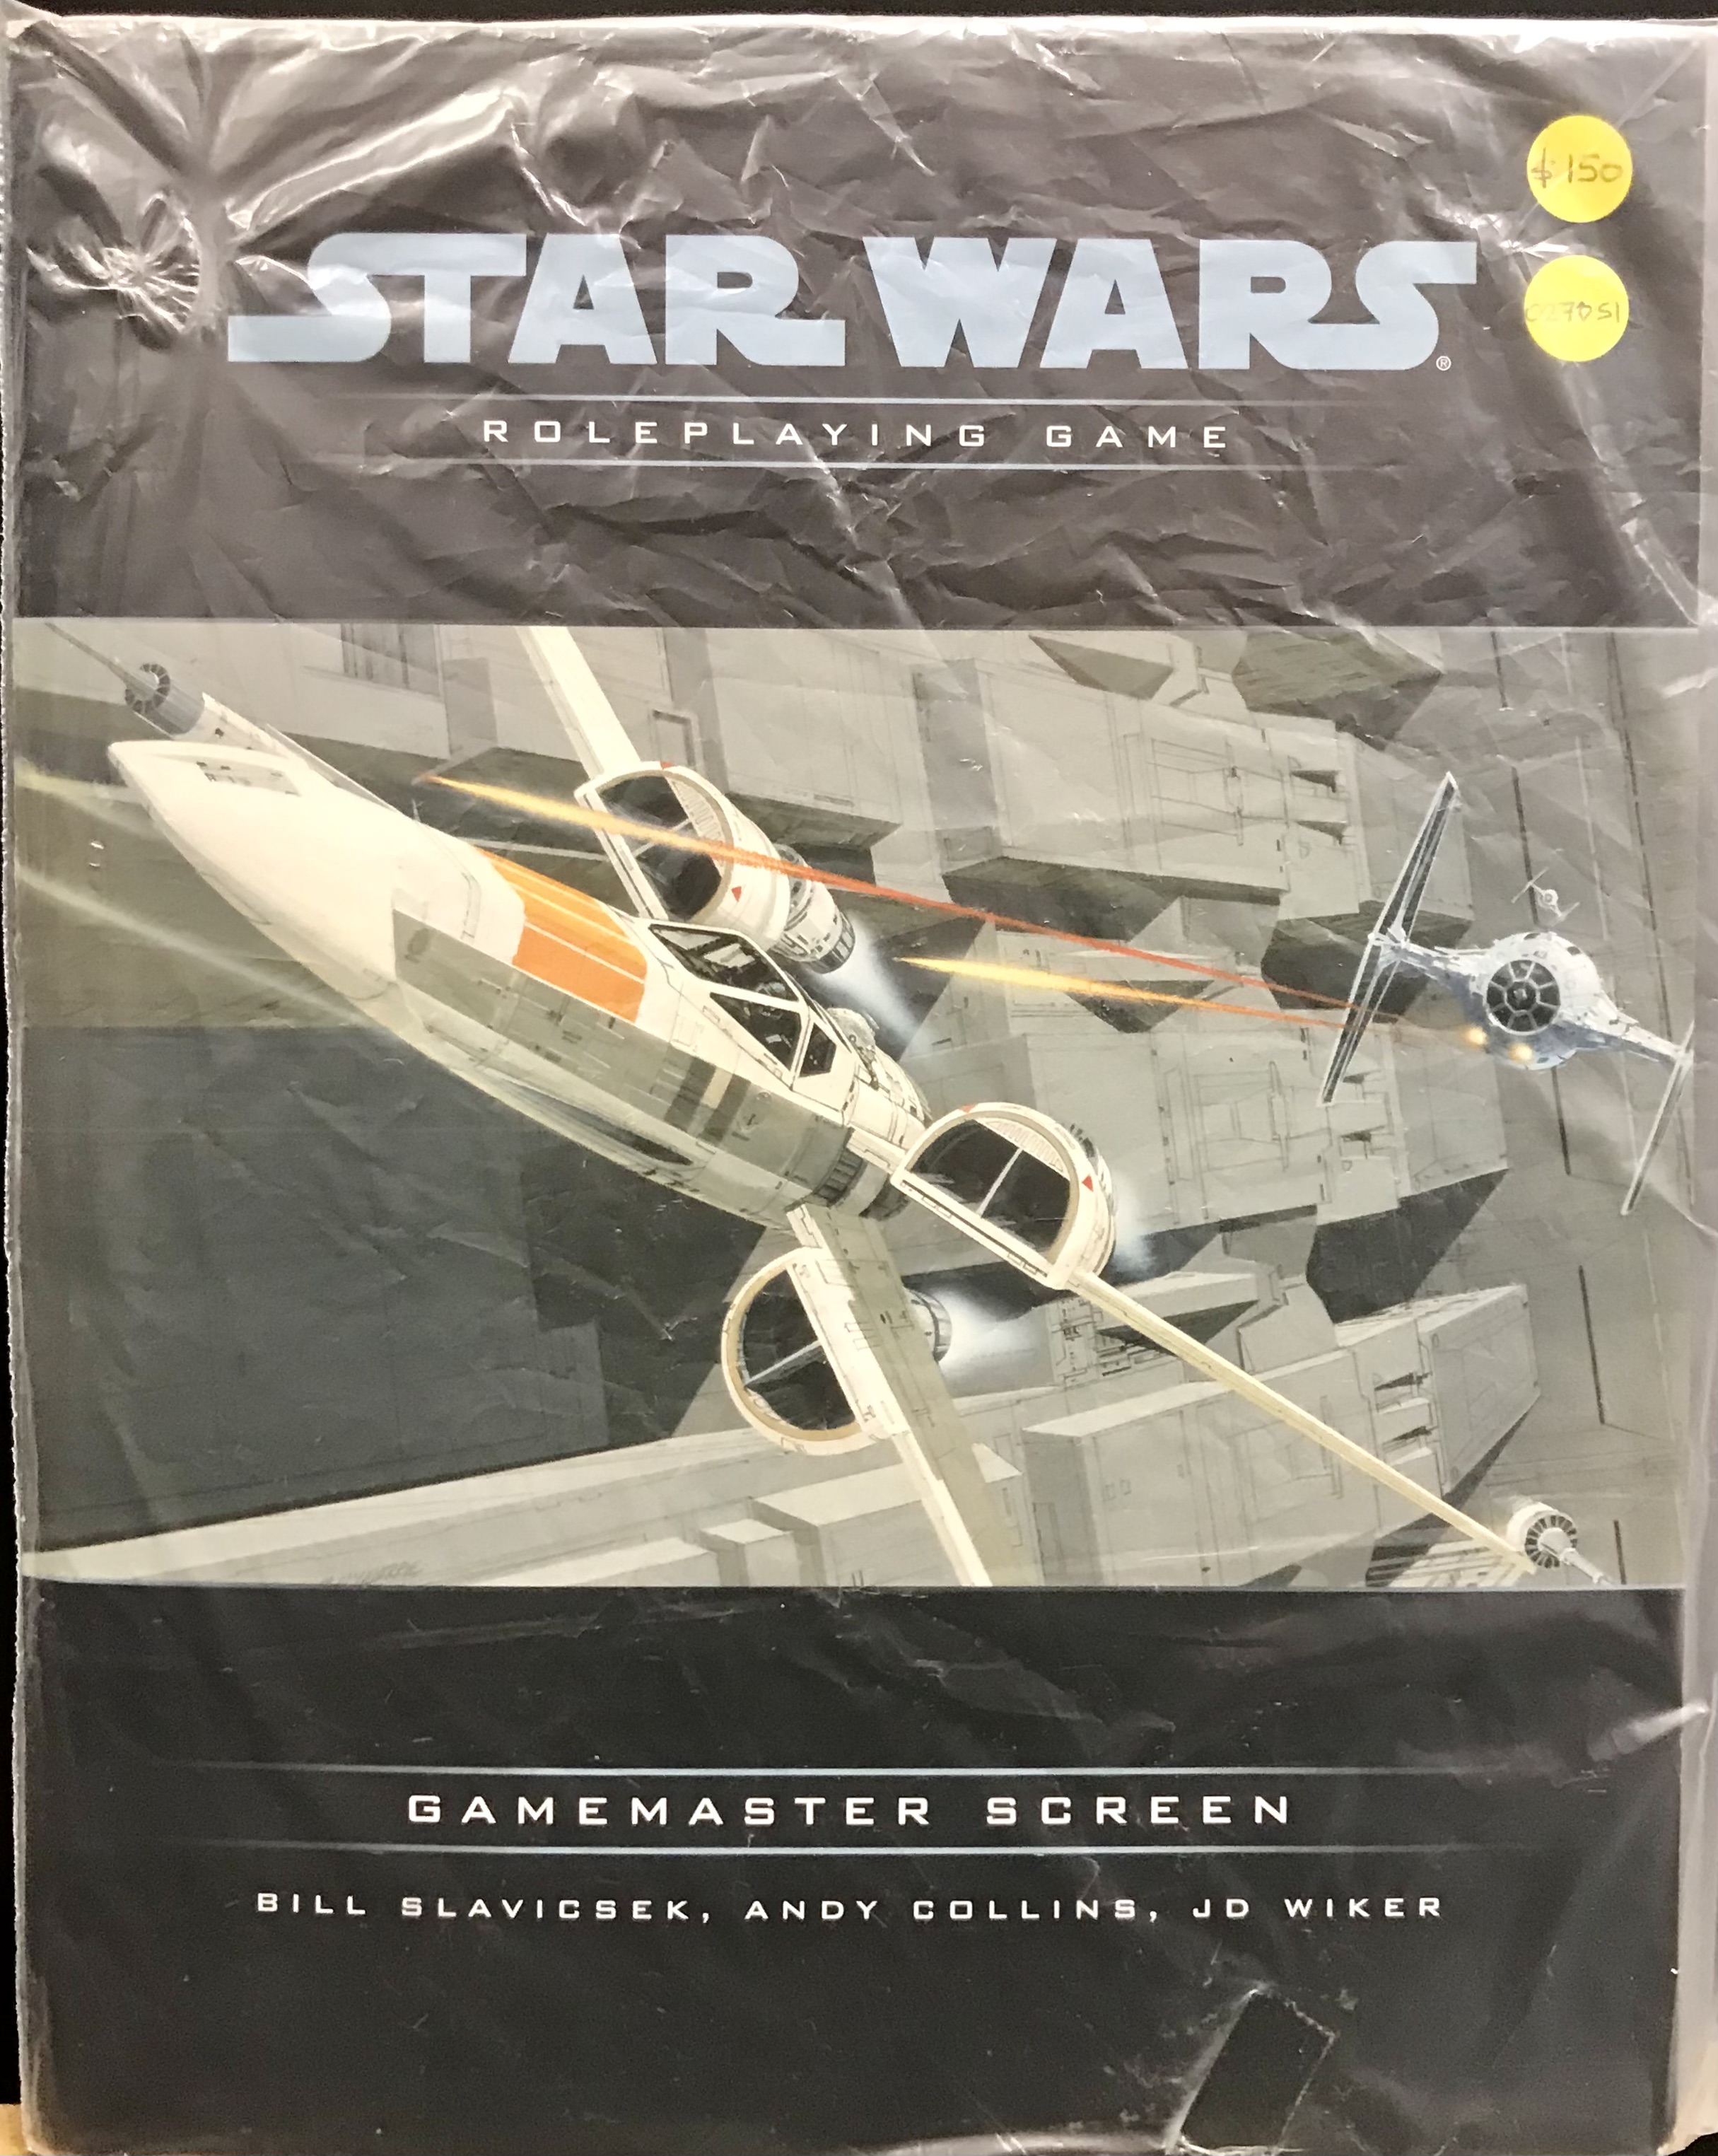 $150
STAR WARS®
ROLEPLAYING GAME
GAMEMASTER SCREEN
BILL SLAVICSEK, ANDY COLLINS, JD WIKER